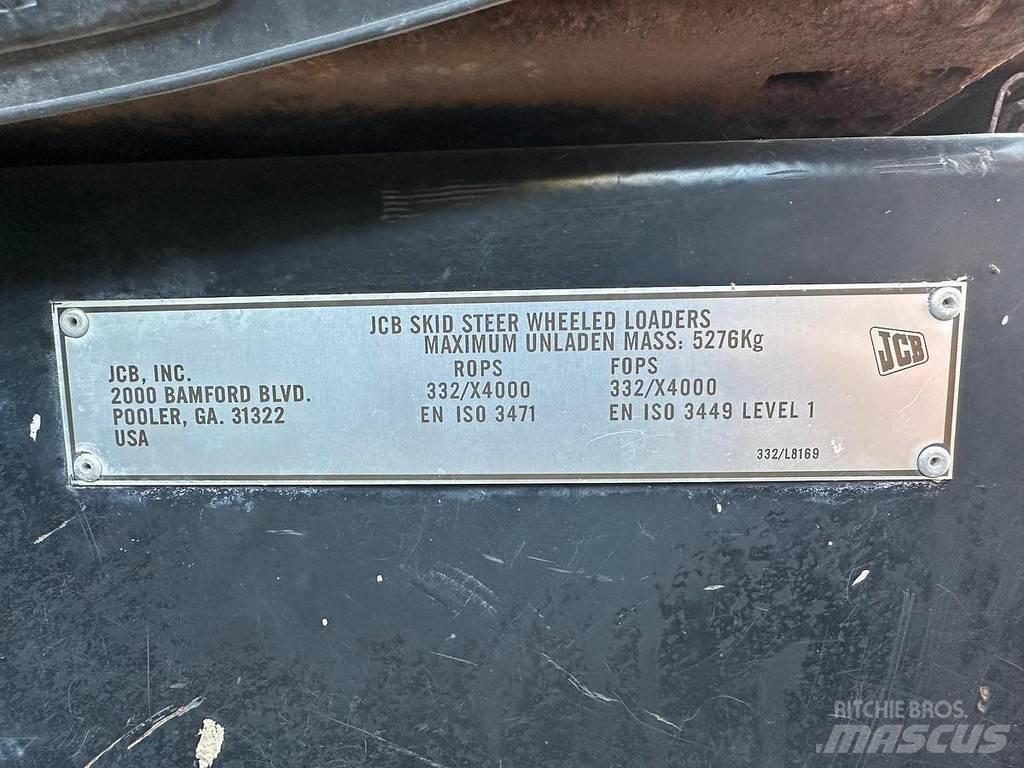 JCB SKID STEER WHEELED LOADERS
MAXIMUM UNLADEN MASS: 5276Kg
JCB, INC.
2000 BAMFORD BLVD.
POOLER, GA. 31322
USA
ROPS
332/X4000
EN ISO 3471
FOPS
332/X4000
EN ISO 3449 LEVEL 1
JCB
332/L8169
RITCHIE BROS.
MASCUS